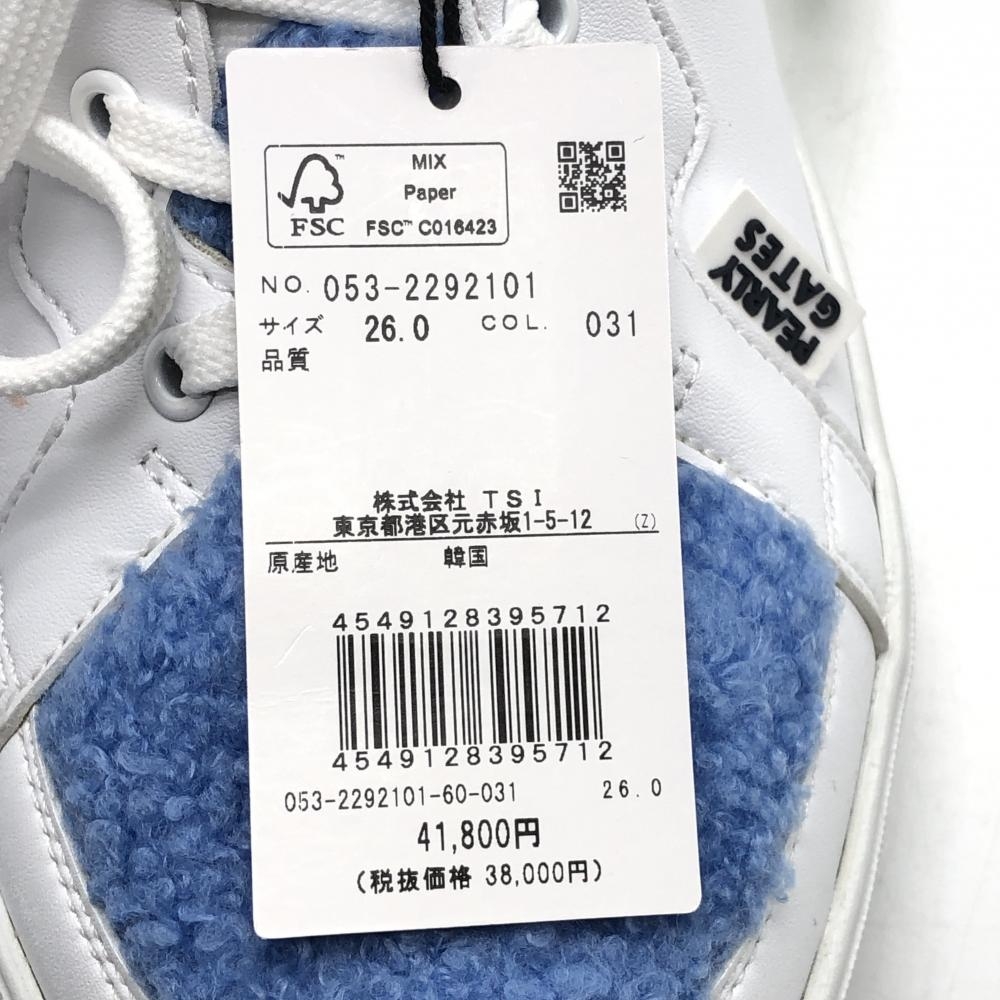 MIX
Paper
FSC™ C016423
™
FSC
NO. 053-2292101
サイズ 26.0 COL. 031
品質
株式会社 TSI
東京都港区元赤坂1-5-12 (Z)
原産地 韓国
4549128395712
4549128395712
053-2292101-60-031 26.0
41,800円
(税抜価格 38,000円)
PEARLY
GATES